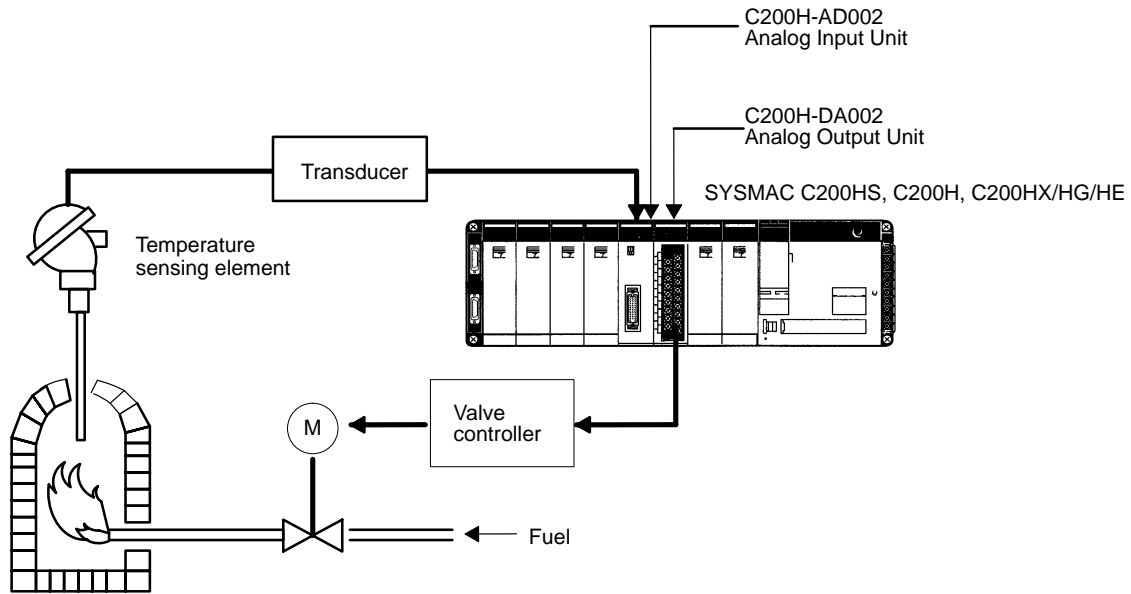 C200H-AD002
Analog Input Unit
C200H-DA002
Analog Output Unit
Transducer
SYSMAC C200HS, C200H, C200HX/HG/HE
Temperature
sensing element
Valve
controller
M
Fuel